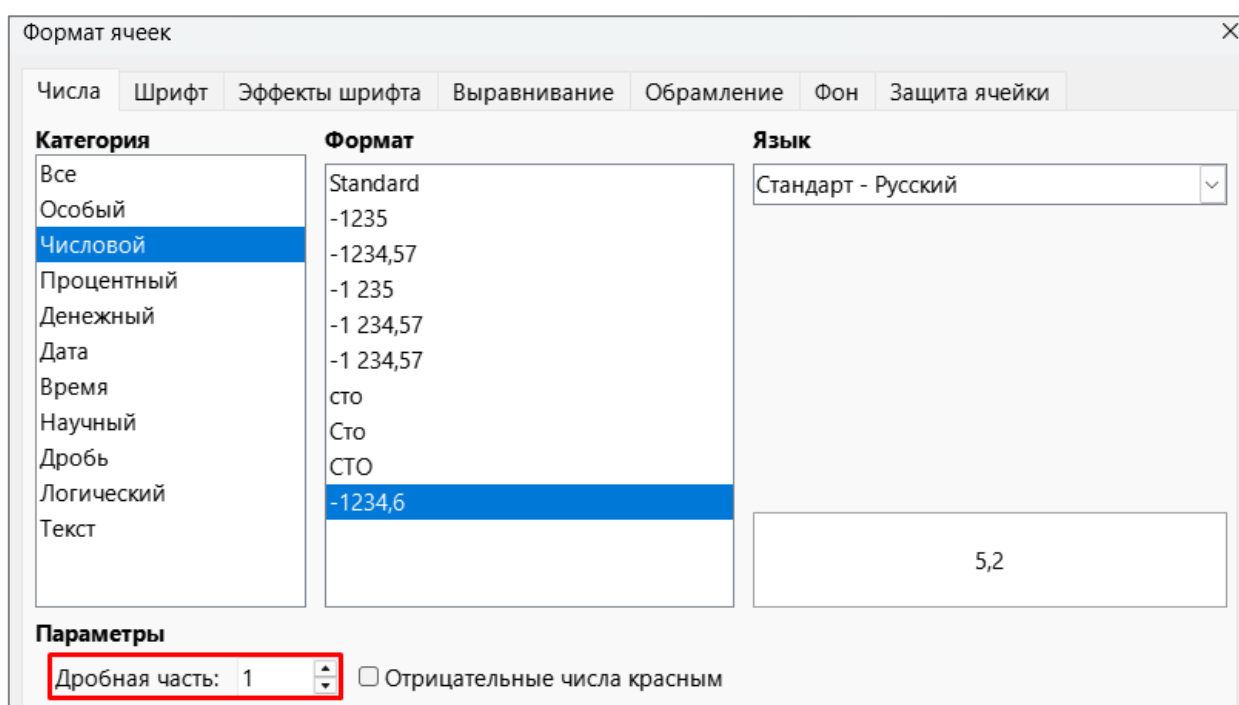 Формат ячеек
Числа Шрифт Эффекты шрифта Выравнивание Обрамление Фон Защита ячейки
Категория
Все
Особый
Числовой
Процентный
Денежный
Дата
Время
Научный
Дробь
Логический
Текст
Формат
Standard
-1235
-1234,57
-1 235
-1 234,57
-1 234,57
сто
Сто
СТО
-1234,6
Язык
Стандарт - Русский
5,2
Параметры
Дробная часть: 1 Отрицательные числа красным